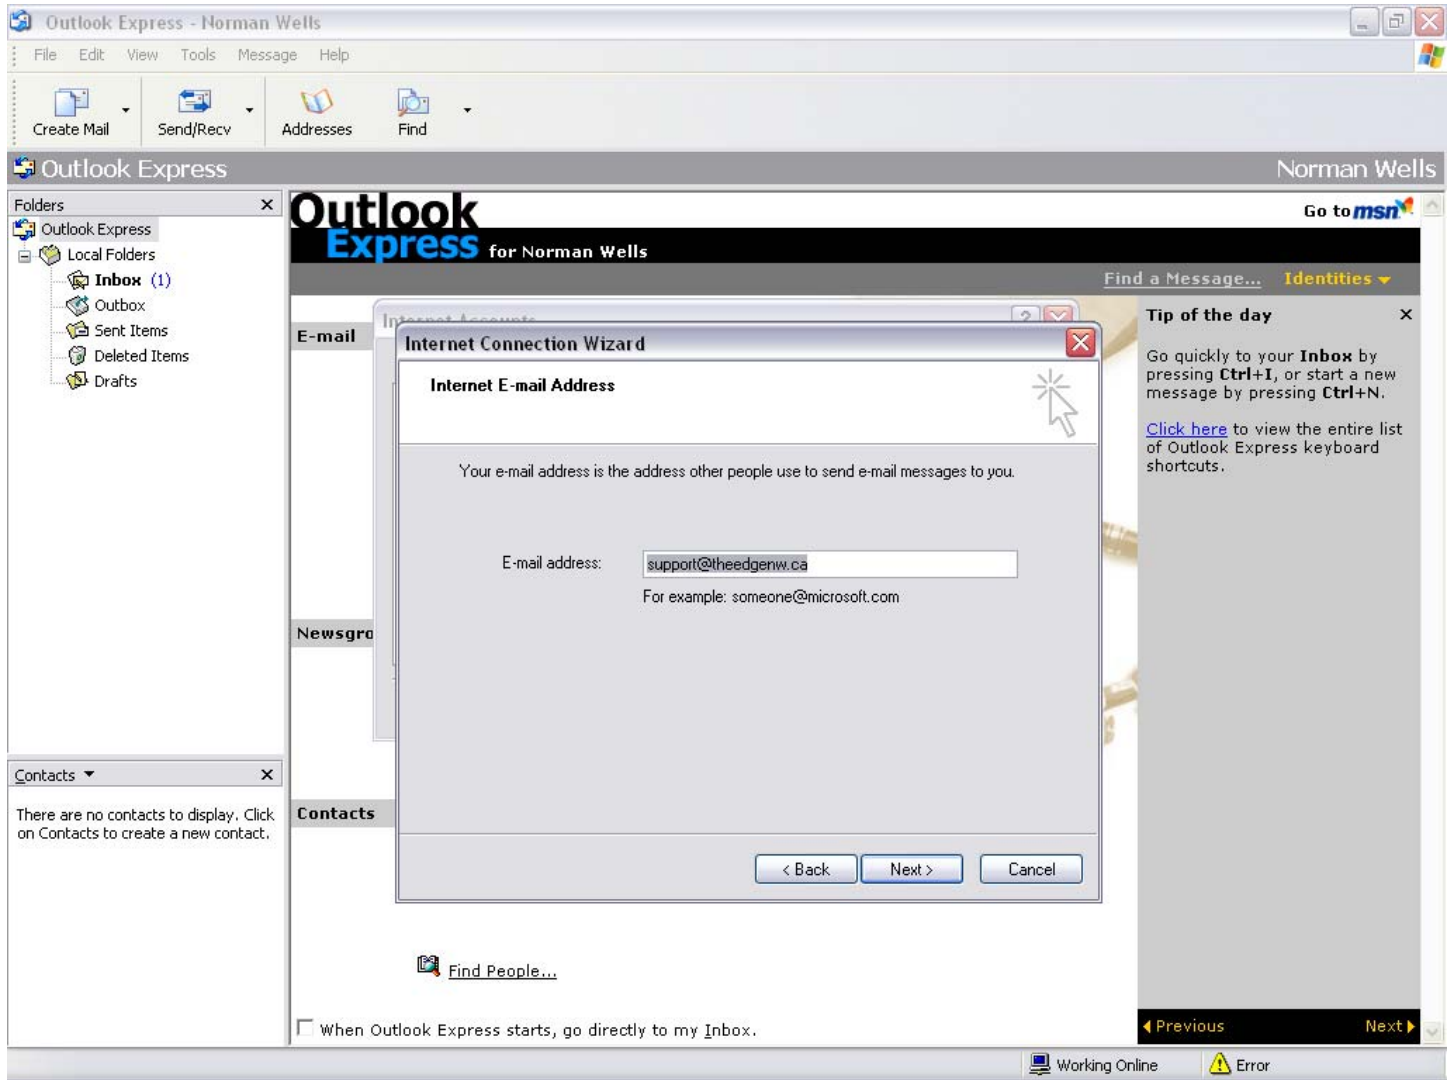 Outlook Express - Norman Wells
File Edit View Tools Message Help
Create Mail Send/Recv Addresses Find
Outlook Express Norman Wells
Folders
Outlook Express
Local Folders
Inbox (1)
Outbox
Sent Items
Deleted Items
Drafts
Contacts
There are no contacts to display. Click
on Contacts to create a new contact.
Outlook
Express for Norman Wells
Go to msn
Find a Message... Identities
E-mail
Newsgro
Contacts
Find People...
When Outlook Express starts, go directly to my Inbox.
Internet Accounts
Internet Connection Wizard
Internet E-mail Address
Your e-mail address is the address other people use to send e-mail messages to you.
E-mail address: support@theedgenw.ca
For example: someone@microsoft.com
< Back Next > Cancel
Tip of the day
Go quickly to your Inbox by
pressing Ctrl+I, or start a new
message by pressing Ctrl+N.
Click here to view the entire list
of Outlook Express keyboard
shortcuts.
Previous Next
Working Online Error